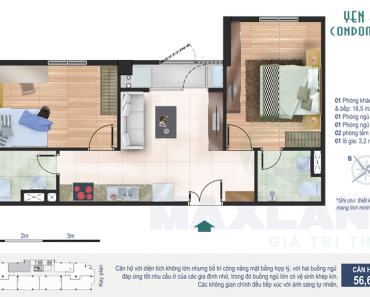 YEN
CONDOM
01 Phòng khá
& bếp: 18,5 m
01 Phòng ngủ
01 Phòng ngủ
02 phòng tắm
01 lô gia: 3,2 m
B
*Ghi chú: thiết k
mang tính minh
MAXLAN
GIÁ TRỊ TH
2m 3m
Key plan
Căn hộ với diện tích không lớn nhưng bố trí công năng mặt bằng hợp lý, với hai buồng ngủ
đáp ứng tốt nhu cầu ở của các gia đình nhỏ, trong đó buồng ngủ lớn có vệ sinh khép kín.
Các không gian chính đều tiếp xúc với ánh sáng tự nhiên,
CĂN H
56,6